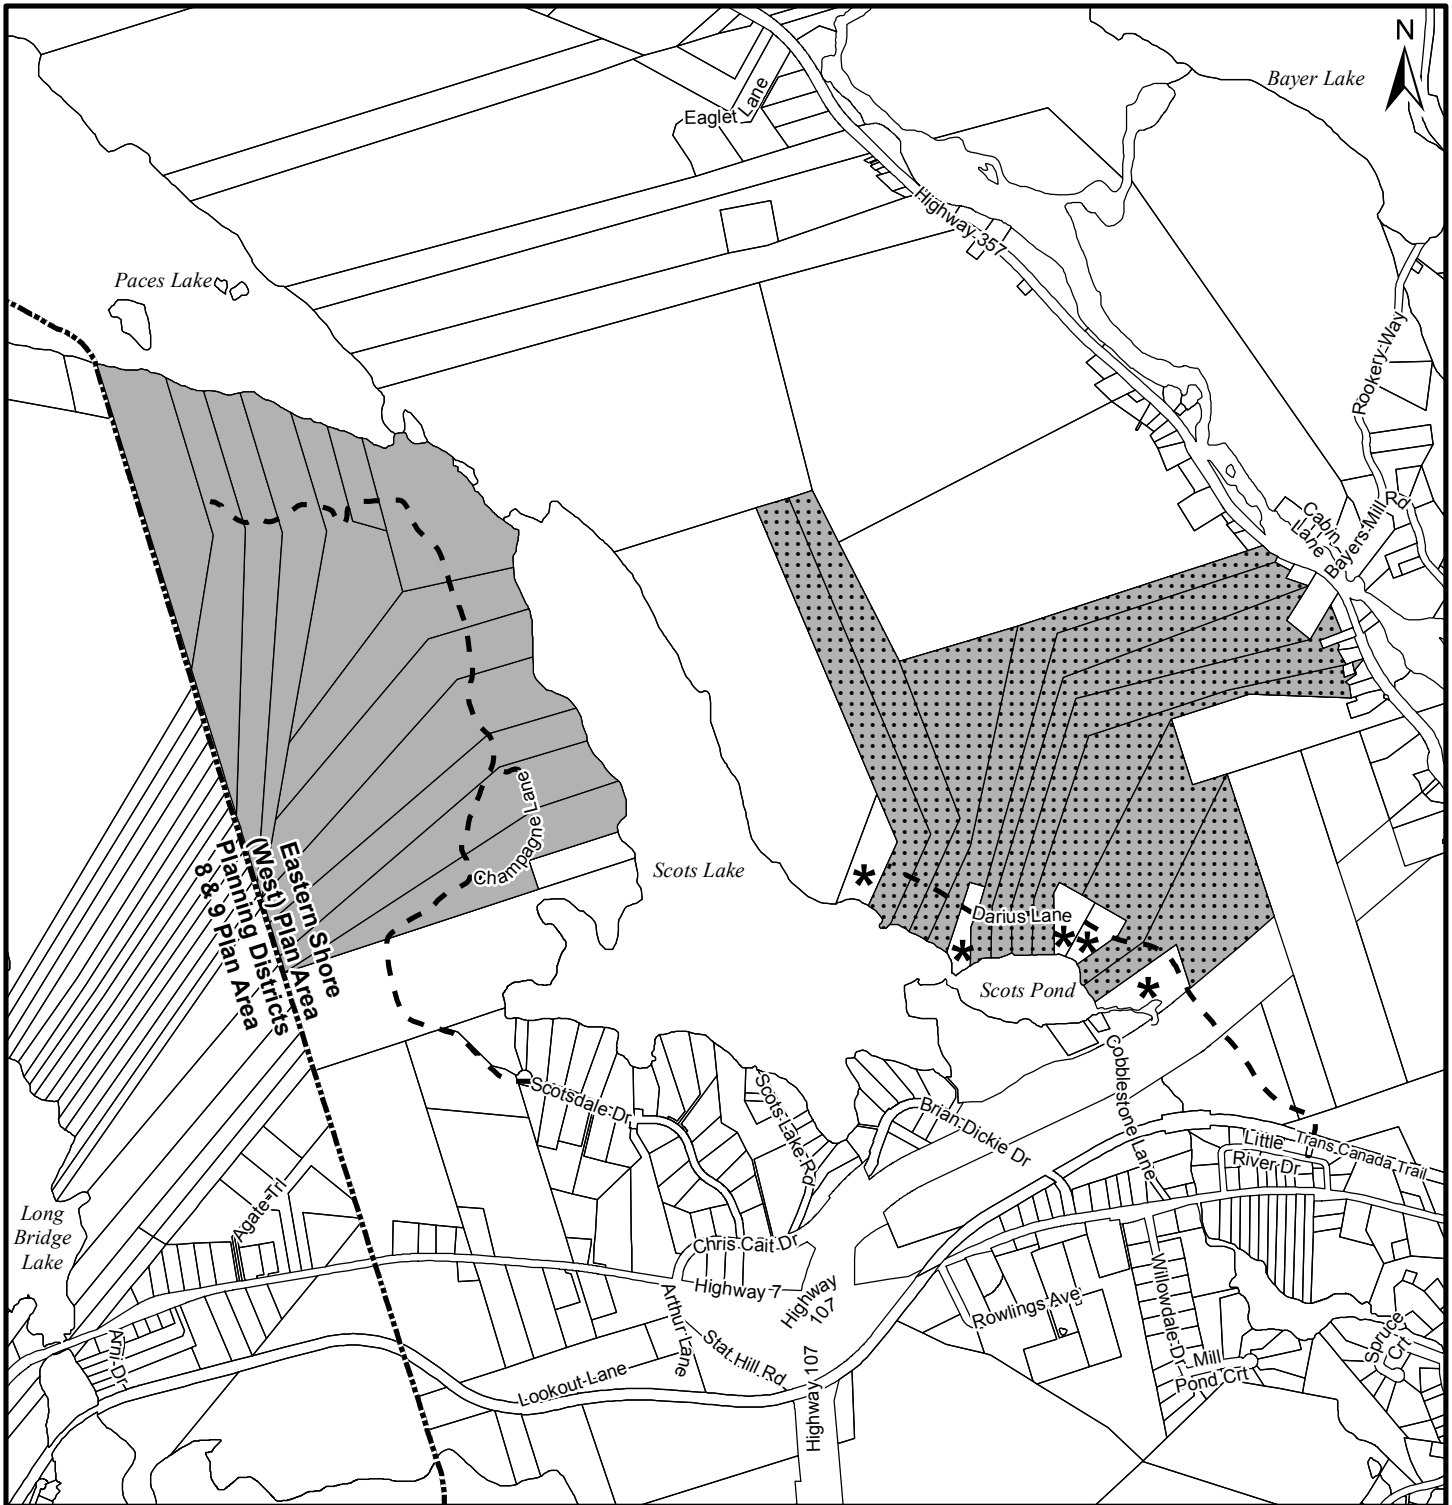 N
Bayer Lake
Eaglet Lane
Highway 357
Paces Lake
Rookery Way
Cabin
Lane
Bayers Mill Rd
Champagne Lane
Eastern Shore
(West) Plan Area
Planning Districts
8 & 9 Plan Area
Scots Lake
*
Darius Lane
*
*
*
Scots Pond
*
Cobblestone Lane
Scotsdale Dr
Scots Lake Rd
Brian Dickie Dr
Little
River Dr
Trans Canada Trail
Long
Bridge
Lake
Agate Trl
Chris Cait Dr
Highway 7
Highway
107
Arthur Lane
Stat Hill Rd
Rowlings Ave
Willowdale Dr
Mill
Pond Crt
Spruce
Crt
Arni Dr
Lookout Lane
Highway 107